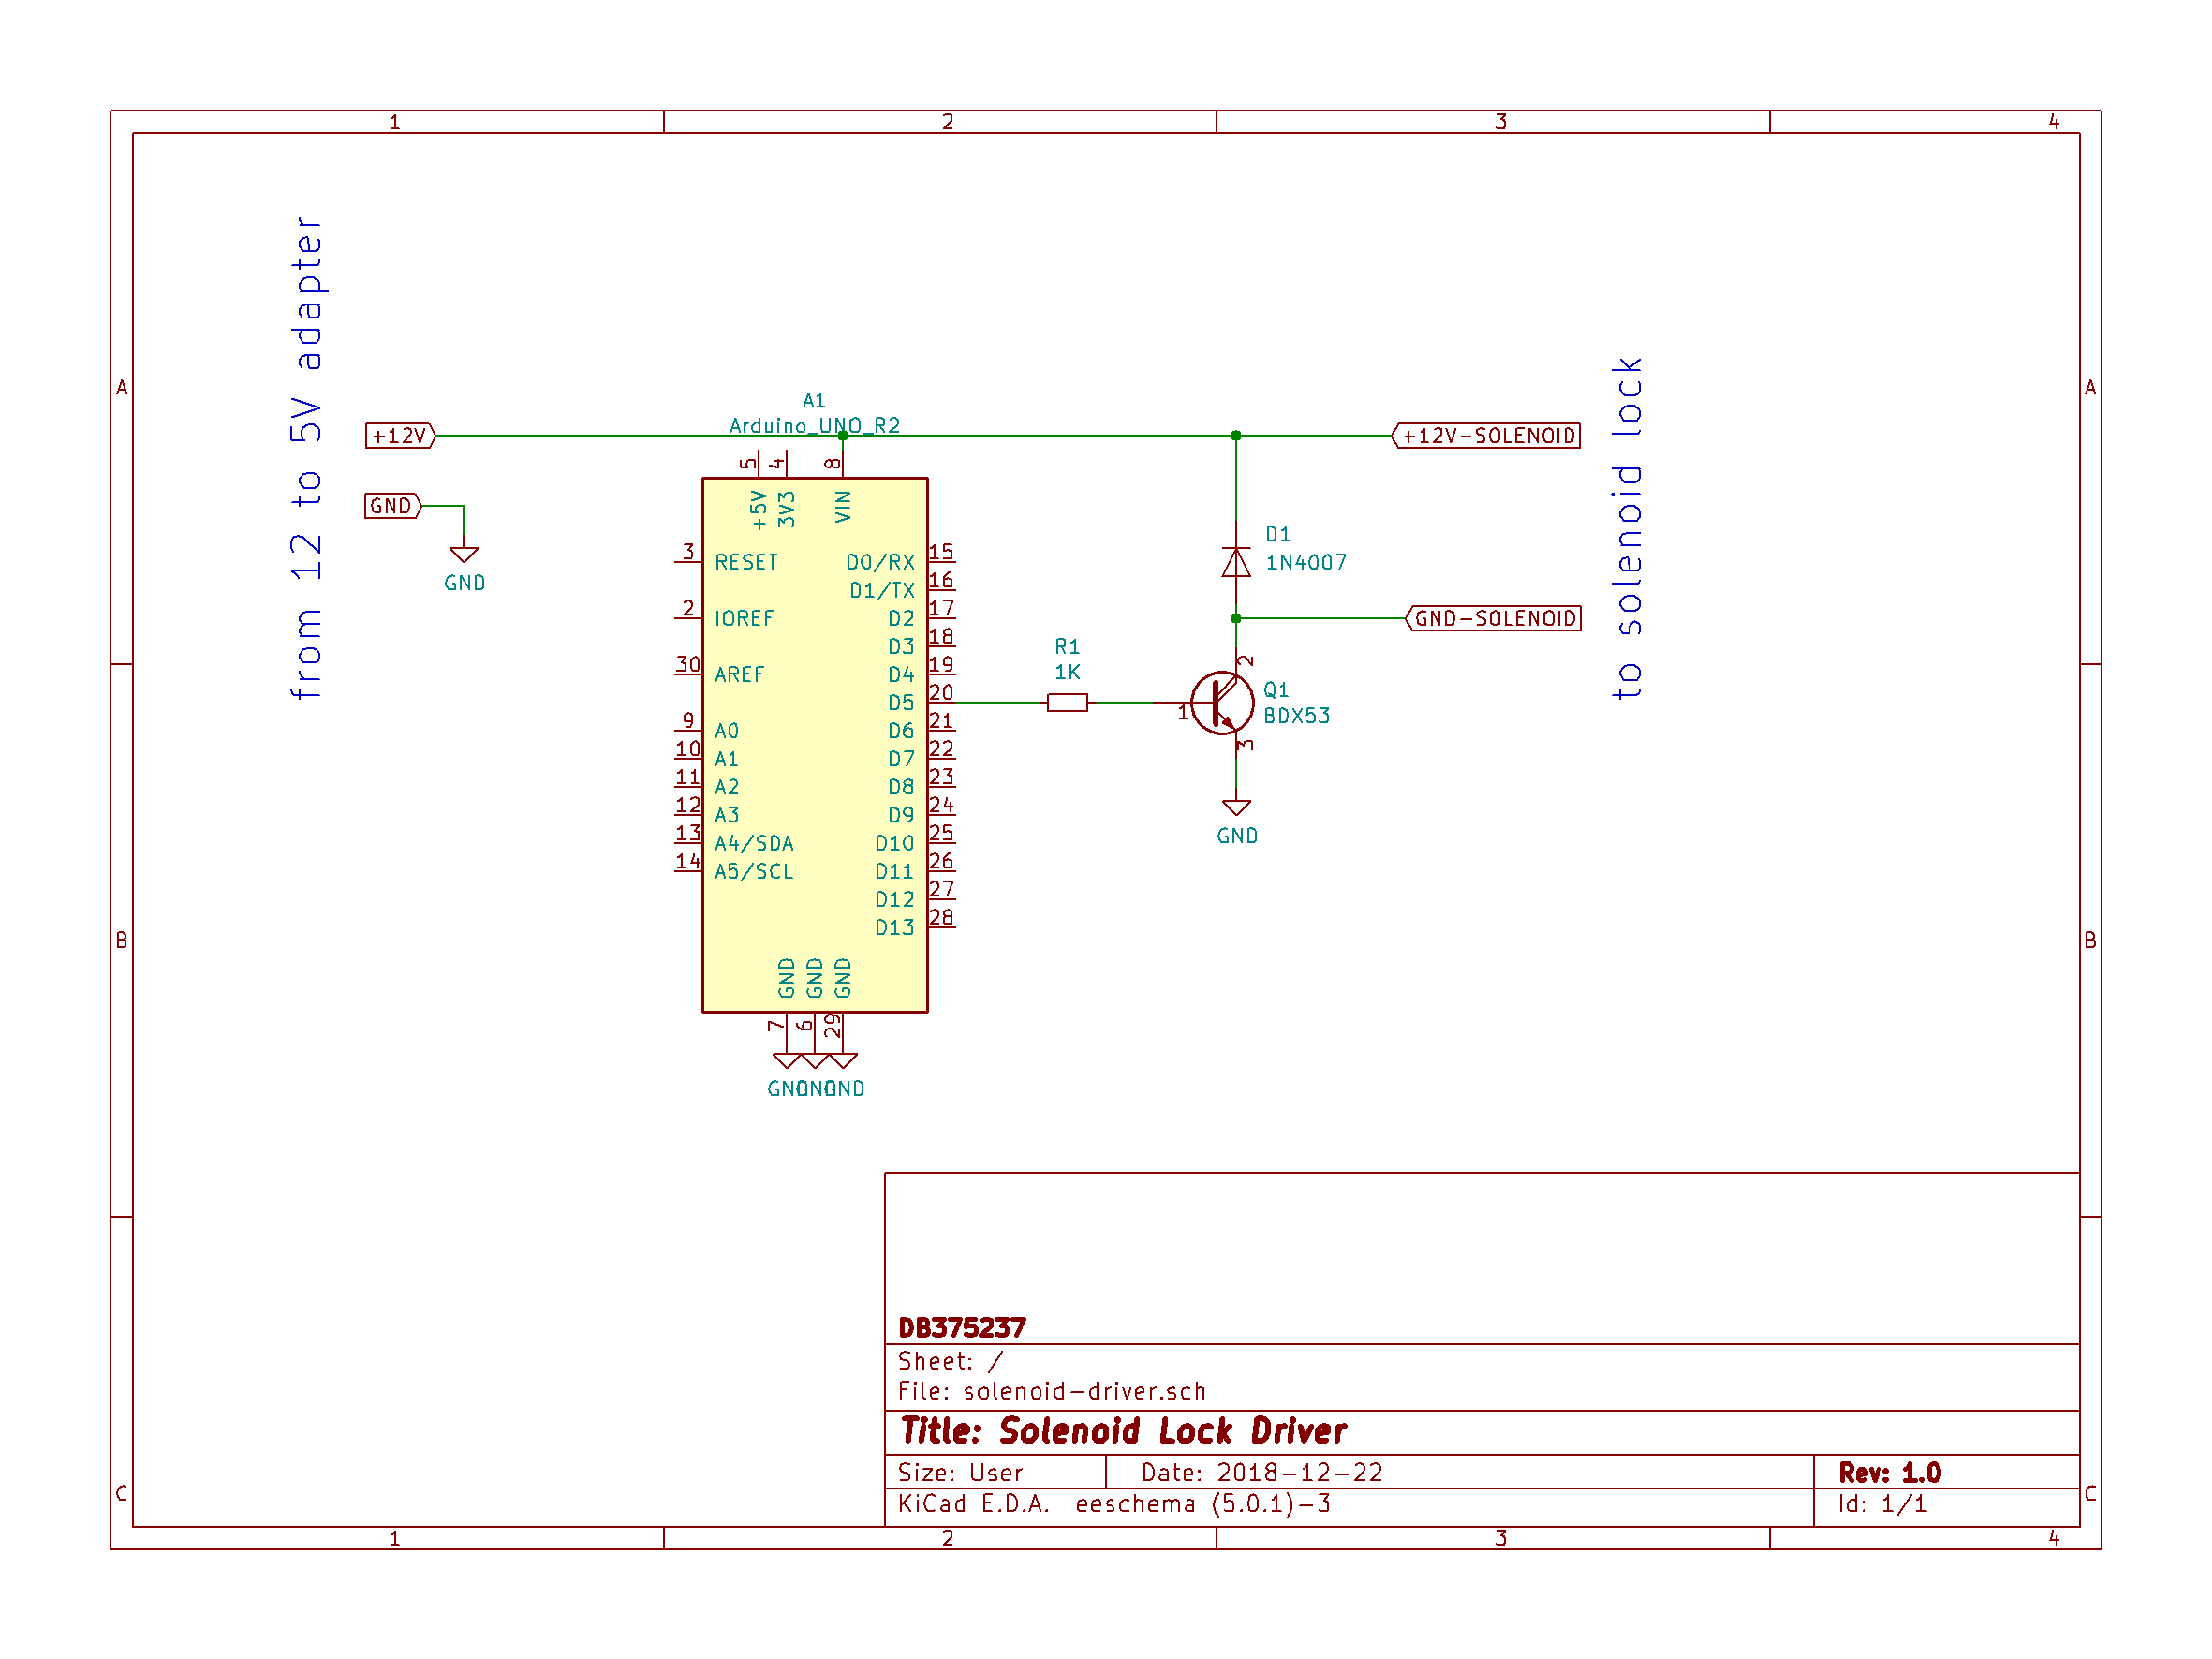 1 2 3 4
A
B
C
from 12 to 5V adapter
+12V
GND
GND
A1
Arduino_UNO_R2
5 4 8
+5V 3V3 VIN
3 RESET
2 IOREF
30 AREF
9 A0
10 A1
11 A2
12 A3
13 A4/SDA
14 A5/SCL
D0/RX 15
D1/TX 16
D2 17
D3 18
D4 19
D5 20
D6 21
D7 22
D8 23
D9 24
D10 25
D11 26
D12 27
D13 28
GND GND GND
7 6 29
GND GND GND
R1
1K
D1
1N4007
2
1
3
Q1
BDX53
GND
+12V-SOLENOID
GND-SOLENOID
to solenoid lock
A
B
C
DB375237
Sheet: /
File: solenoid-driver.sch
Title: Solenoid Lock Driver
Size: User Date: 2018-12-22 Rev: 1.0
KiCad E.D.A. eeschema (5.0.1)-3 Id: 1/1
1 2 3 4